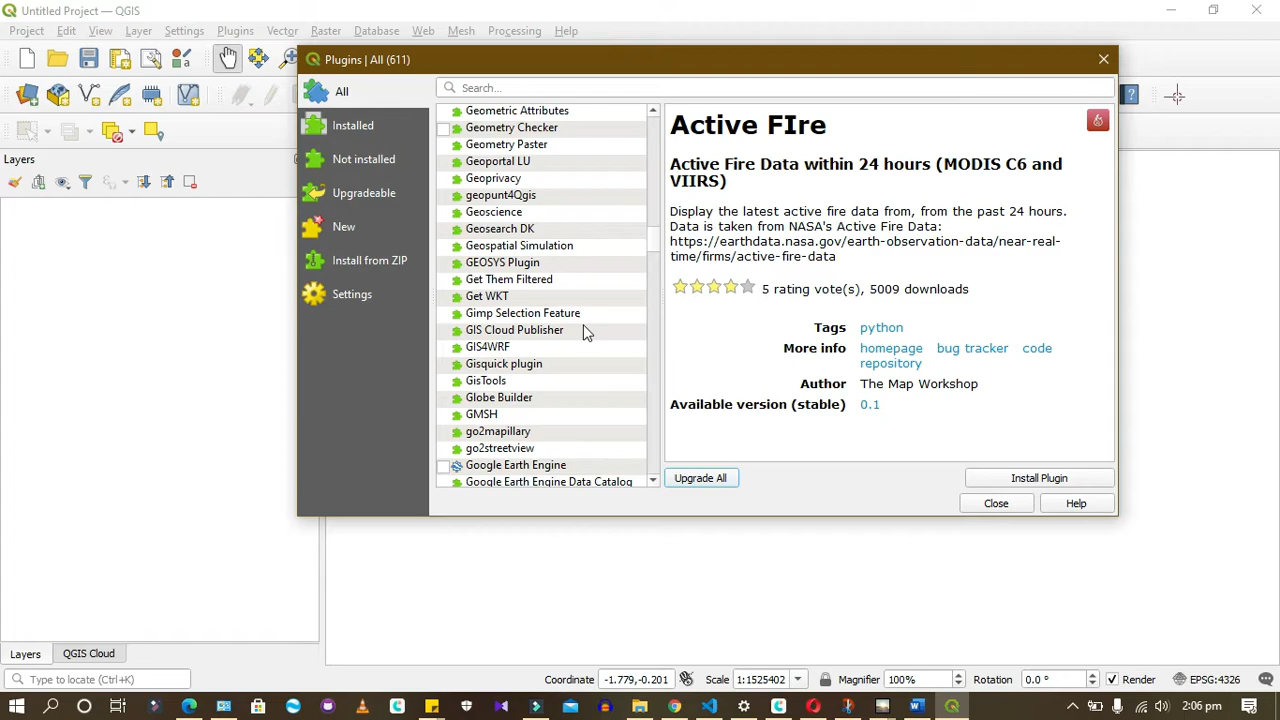 Untitled Project — QGIS
Project Edit View Layer Settings Plugins Vector Raster Database Web Mesh Processing Help
Plugins | All (611)
All
Installed
Not installed
Upgradeable
New
Install from ZIP
Settings
Search...
Geometric Attributes
Geometry Checker
Geometry Paster
Geoportal LU
Geoprivacy
geopunt4Qgis
Geoscience
Geosearch DK
Geospatial Simulation
GEOSYS Plugin
Get Them Filtered
Get WKT
Gimp Selection Feature
GIS Cloud Publisher
GIS4WRF
Gisquick plugin
GisTools
Globe Builder
GMSH
go2mapillary
go2streetview
Google Earth Engine
Google Earth Engine Data Catalog
Active FIre
Active Fire Data within 24 hours (MODIS C6 and
VIIRS)
Display the latest active fire data from, from the past 24 hours.
Data is taken from NASA's Active Fire Data:
https://earthdata.nasa.gov/earth-observation-data/near-real-
time/firms/active-fire-data
5 rating vote(s), 5009 downloads
Tags python
More info homepage bug tracker code
repository
Author The Map Workshop
Available version (stable) 0.1
Upgrade All
Install Plugin
Close
Help
Layers
Layers QGIS Cloud
Type to locate (Ctrl+K)
Coordinate -1.779,-0.201 Scale 1:1525402 Magnifier 100% Rotation 0.0 ° Render EPSG:4326
2:06 pm